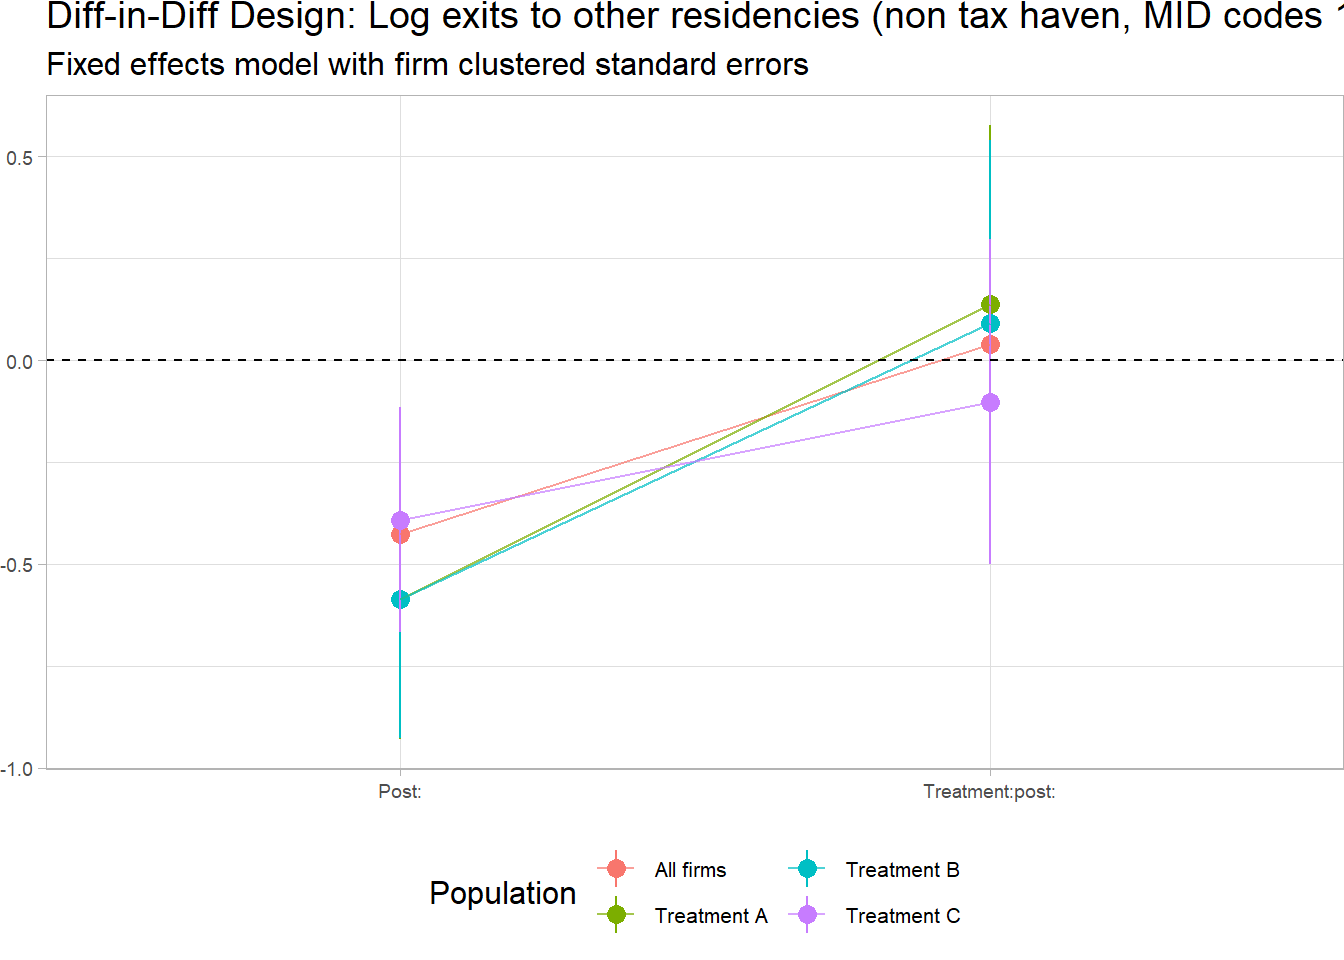 Diff-in-Diff Design: Log exits to other residencies (non tax haven, MID codes
Fixed effects model with firm clustered standard errors
0.5
0.0
-0.5
-1.0
Post: Treatment:post:
Population
All firms Treatment B
Treatment A Treatment C